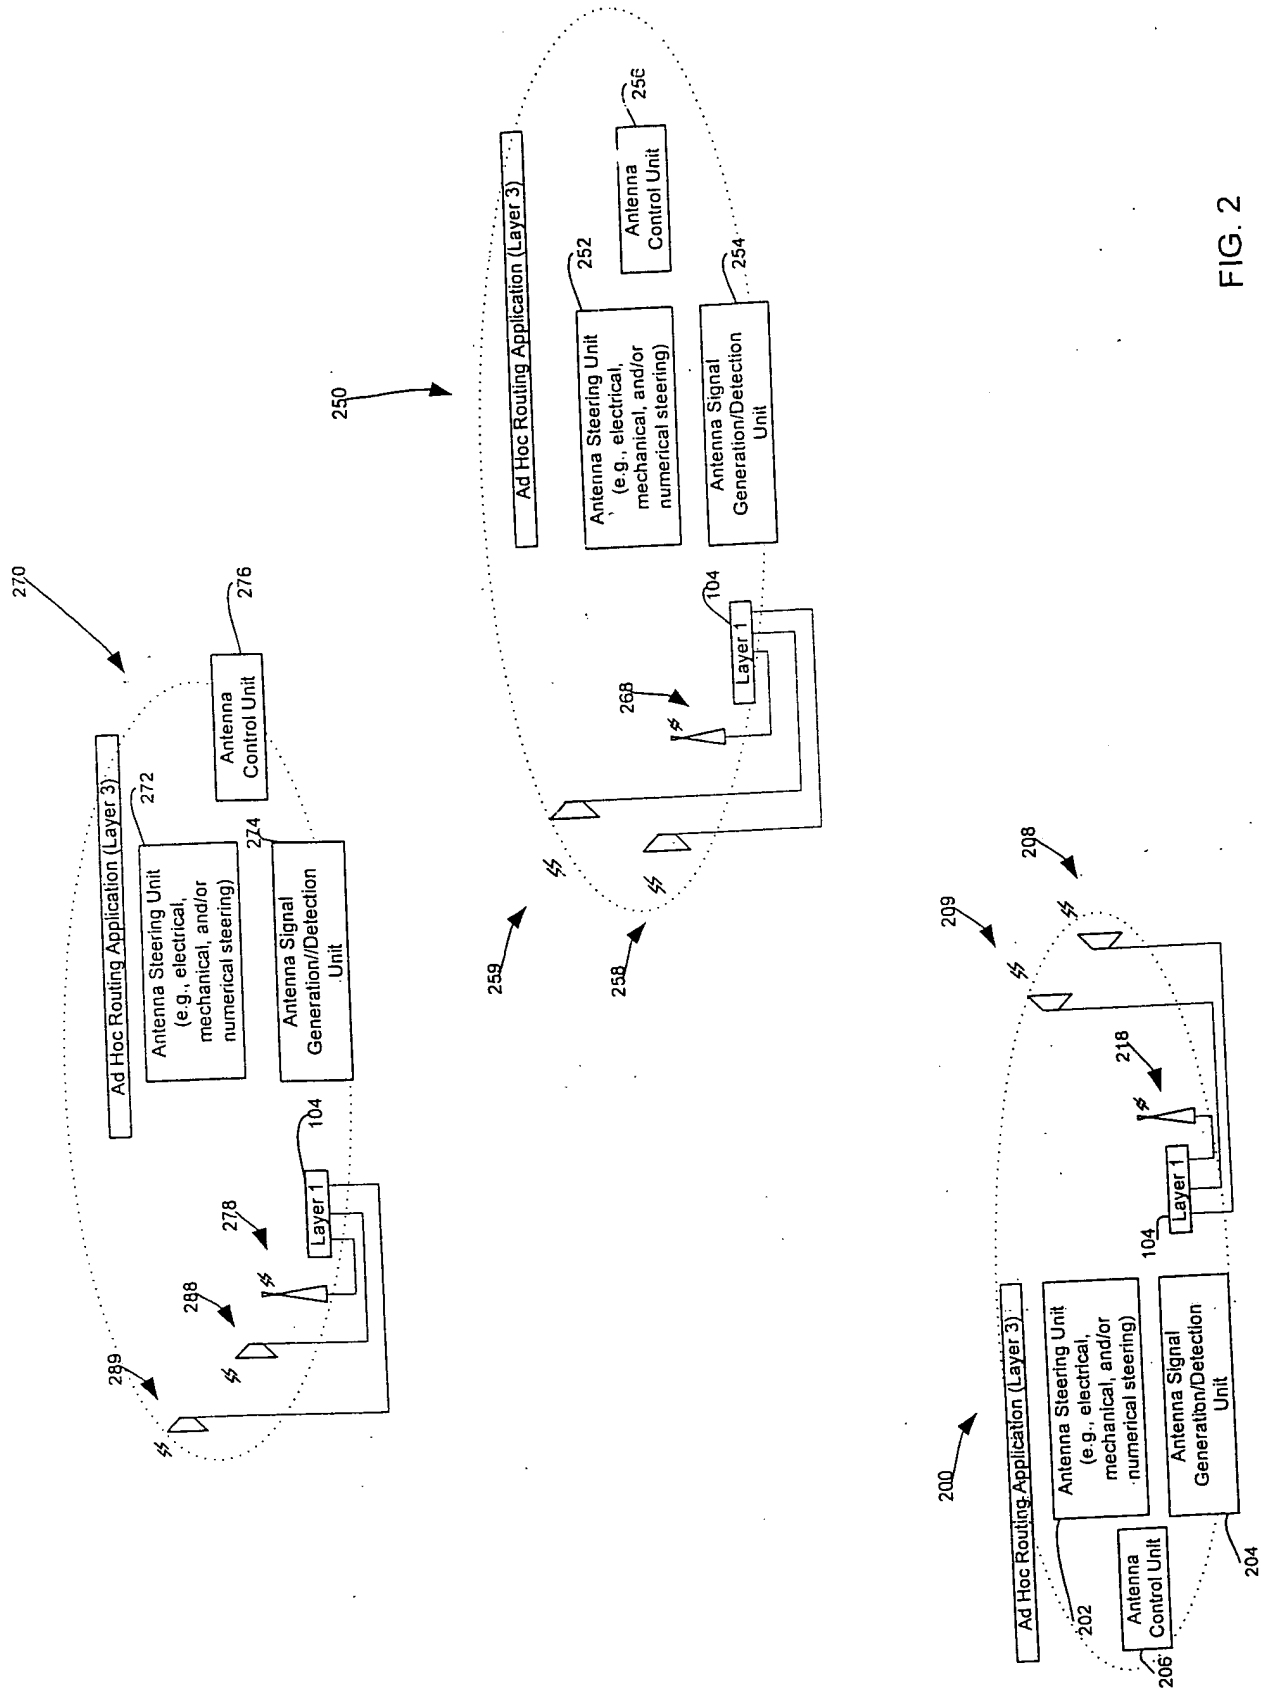 270
Ad Hoc Routing Application (Layer 3)
272
Antenna Steering Unit
(e.g., electrical,
mechanical, and/or
numerical steering)
Antenna
Control Unit
276
274
Antenna Signal
Generation//Detection
Unit
104
Layer 1
278
288
289
250
Ad Hoc Routing Application (Layer 3)
252
Antenna Steering Unit
(e.g., electrical,
mechanical, and/or
numerical steering)
Antenna
Control Unit
256
254
Antenna Signal
Generation/Detection
Unit
104
Layer 1
268
259
258
200
Ad Hoc Routing Application (Layer 3)
202
Antenna Steering Unit
(e.g., electrical,
mechanical, and/or
numerical steering)
Antenna
Control Unit
206
204
Antenna Signal
Generation/Detection
Unit
104
Layer 1
218
209
208
FIG. 2